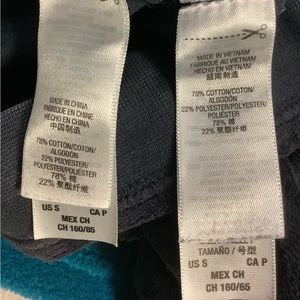 MADE IN CHINA
FABRIQUE EN CHINE
HECHO EN CHINA
中国制造
78% COTTON/COTON/
ALGODÓN
22% POLYESTER/
POLYESTER/POLIÉSTER
78% 棉
22% 聚酯纤维
US S CA P
MEX CH
CH 160/85
MADE IN VIETNAM
FABRIQUÉ AU VIETNAM
HECHO EN VIETNAM
越南制造
78% COTTON/COTON/
ALGODÓN
22% POLYESTER/POLYESTER/
POLIÉSTER
78% 棉
22% 聚酯纤维
TAMAÑO / 号型
US S CA P
MEX CH
CH 160/65